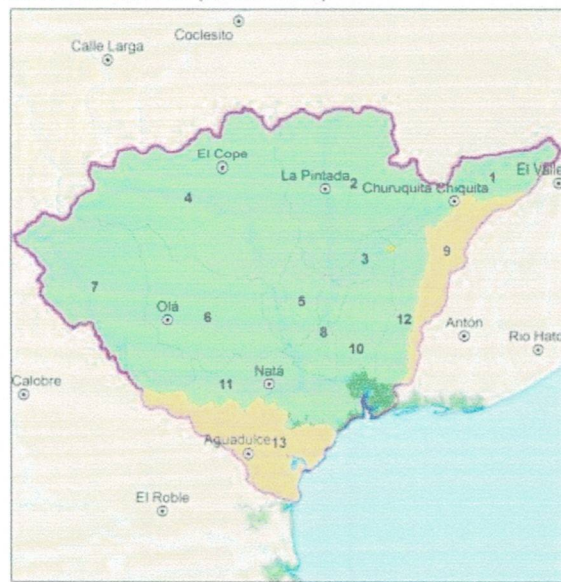 Coclesito
Calle Larga
El Cope
La Pintada
2
4
Churuquita Chiquita
1
El Valle
9
3
7
Olá
6
5
8
10
12
Antón
Rio Hato
Calobre
11
Natá
Aguadulce
13
El Roble